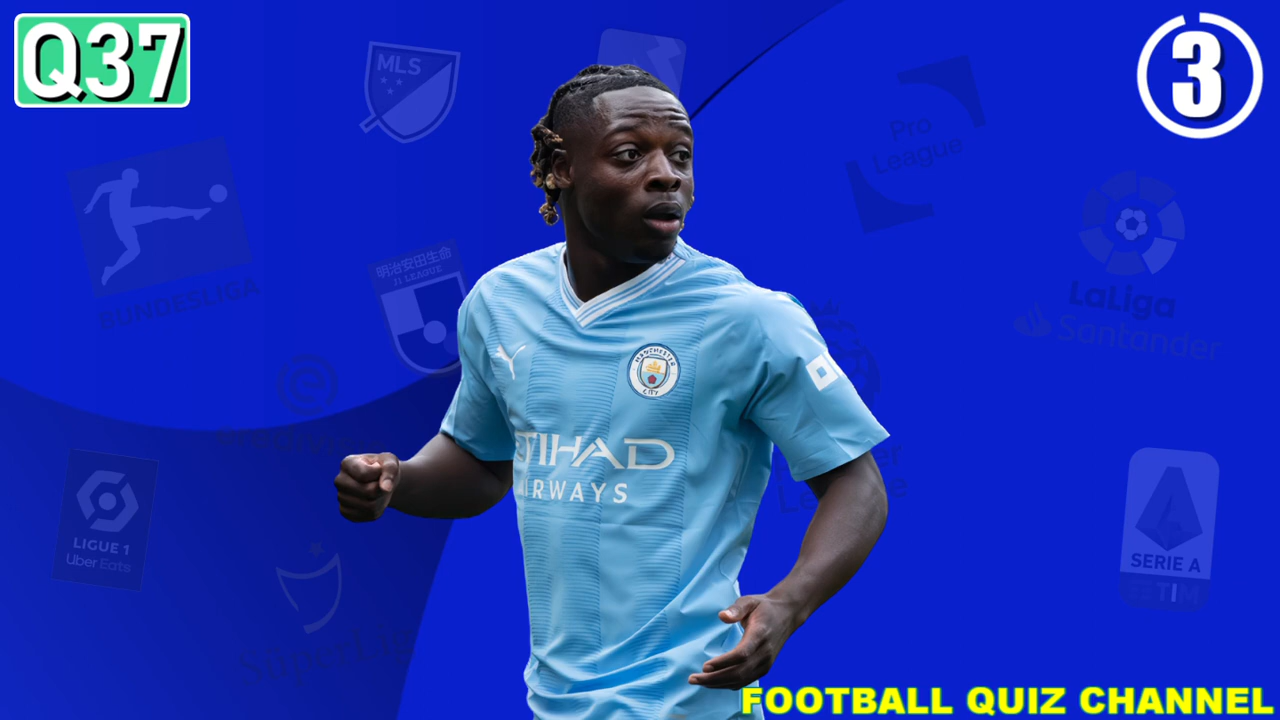 Q37
3
MLS
Pro
League
BUNDESLIGA
明治安田生命
J1 LEAGUE
LaLiga
Santander
MANCHESTER
CITY
ETIHAD
AIRWAYS
LIGUE 1
Uber Eats
SERIE A
TIM
SüperLig
FOOTBALL QUIZ CHANNEL